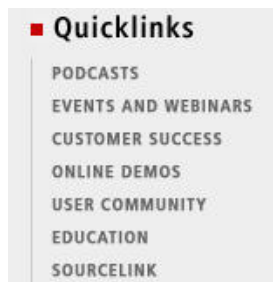 Quicklinks
PODCASTS
EVENTS AND WEBINARS
CUSTOMER SUCCESS
ONLINE DEMOS
USER COMMUNITY
EDUCATION
SOURCELINK